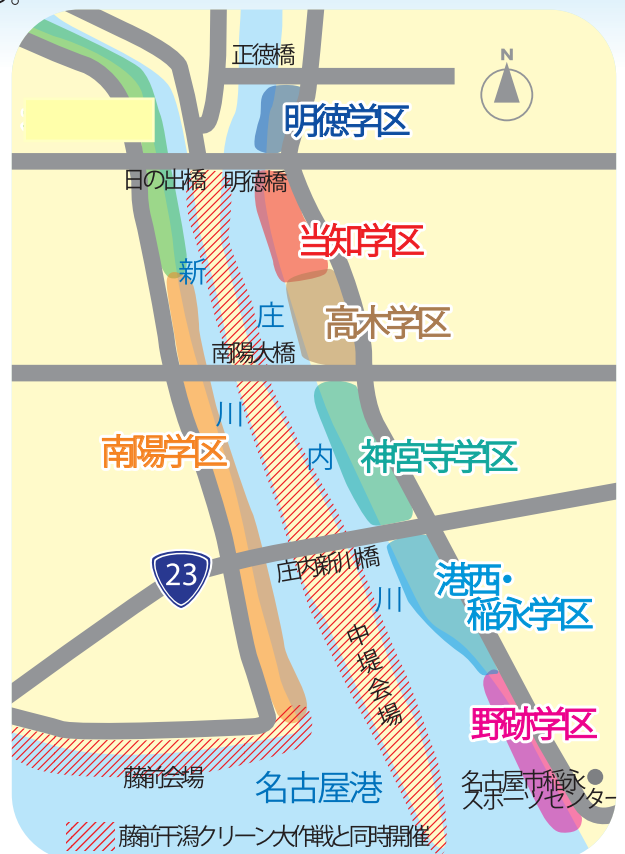 正徳橋
N
明徳学区
日の出橋
明徳橋
当知学区
新
川
庄
内
川
高木学区
南陽大橋
南陽学区
神宮寺学区
23
庄内新川橋
港西・
稲永学区
中堤会場
野跡学区
藤前会場
名古屋港
名古屋市稲永
スポーツセンター
藤前干潟クリーン大作戦と同時開催